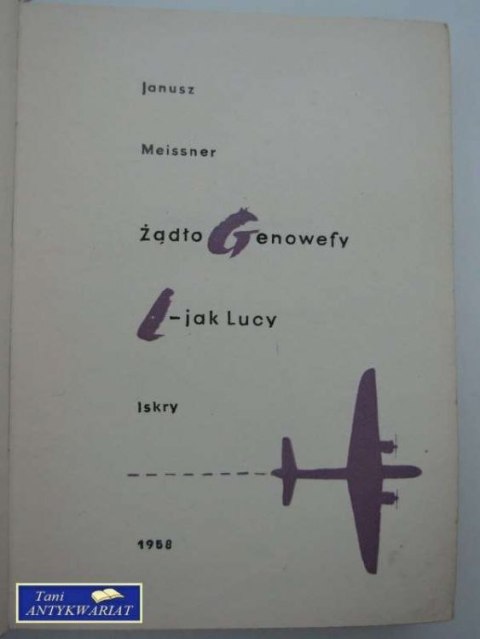 Janusz
Meissner
Żądło Genowefy
L-jak Lucy
Iskry
1958
Tani
ANTYKWARIAT